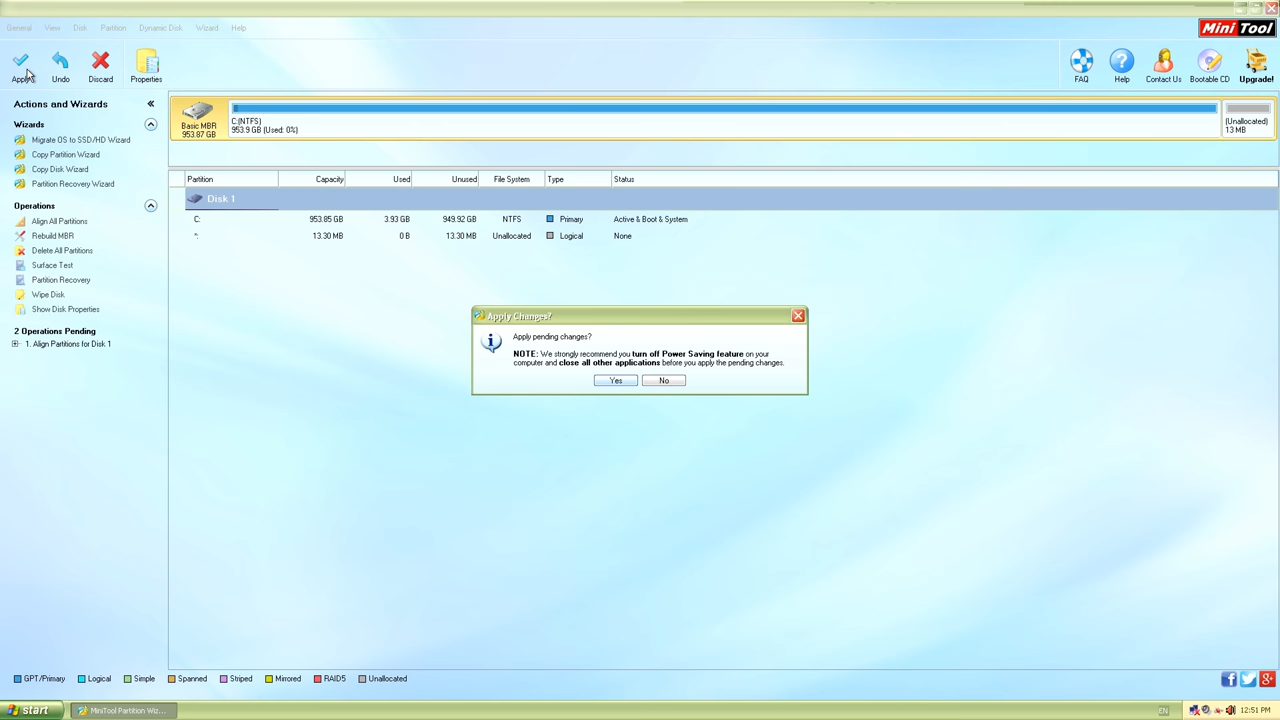 General View Disk Partition Dynamic Disk Wizard Help
Mini Tool
Apply Undo Discard Properties FAQ Help Contact Us Bootable CD Upgrade!
Actions and Wizards
Wizards
Migrate OS to SSD/HD Wizard
Copy Partition Wizard
Copy Disk Wizard
Partition Recovery Wizard
Operations
Align All Partitions
Rebuild MBR
Delete All Partitions
Surface Test
Partition Recovery
Wipe Disk
Show Disk Properties
2 Operations Pending
1. Align Partitions for Disk 1
Basic MBR
953.87 GB
C:(NTFS)
953.9 GB (Used: 0%)
(Unallocated)
13 MB
Partition Capacity Used Unused File System Type Status
Disk 1
C: 953.85 GB 3.93 GB 949.92 GB NTFS Primary Active & Boot & System
*: 13.30 MB 0 B 13.30 MB Unallocated Logical None
Apply Changes?
Apply pending changes?
NOTE: We strongly recommend you turn off Power Saving feature on your
computer and close all other applications before you apply the pending changes.
Yes No
GPT/Primary Logical Simple Spanned Striped Mirrored RAID5 Unallocated
start MiniTool Partition Wiz... EN 12:51 PM